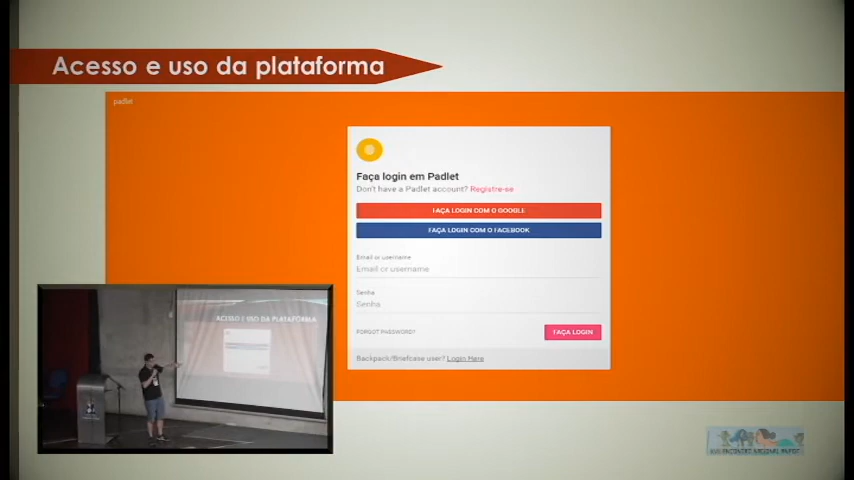 Acesso e uso da plataforma
padlet
Faça login em Padlet
Don't have a Padlet account? Registre-se
FAÇA LOGIN COM O GOOGLE
FAÇA LOGIN COM O FACEBOOK
Email or username
Email or username
Senha
Senha
FORGOT PASSWORD?
FAÇA LOGIN
Backpack/Briefcase user? Login Here
ACESSO E USO DA PLATAFORMA
ENCONTRO REGIONAL